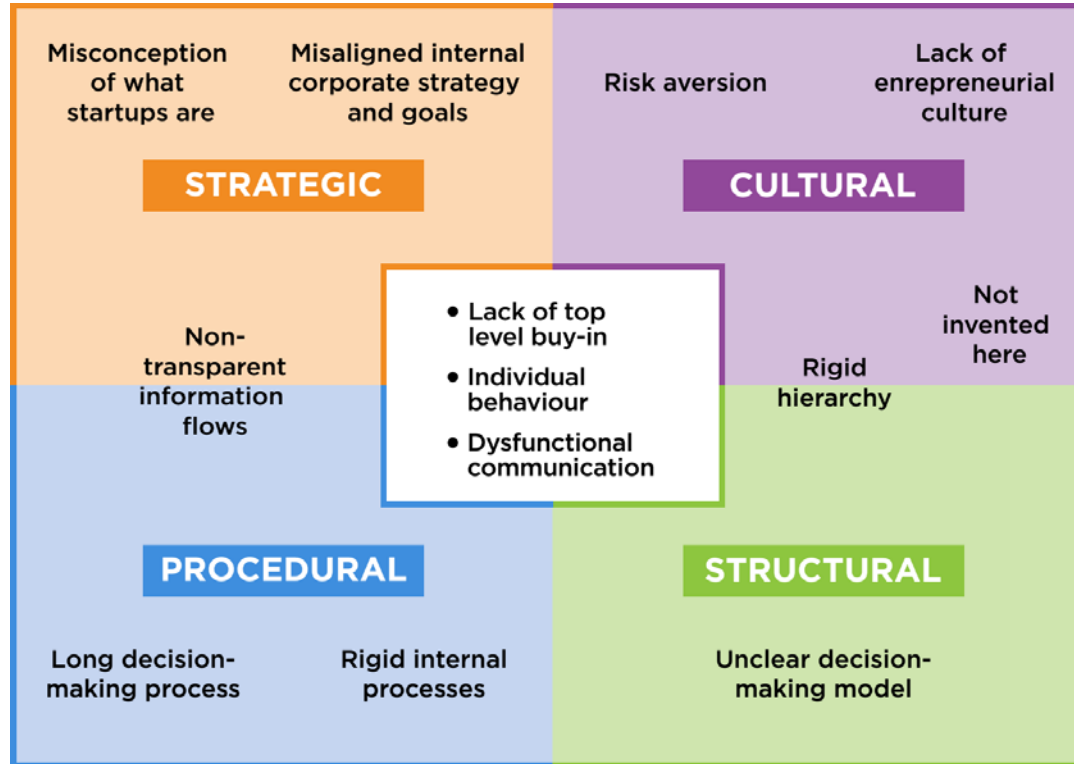 Misconception
of what
startups are
Misaligned internal
corporate strategy
and goals
STRATEGIC
Risk aversion
Lack of
enrepreneurial
culture
CULTURAL
Non-
transparent
information
flows
• Lack of top
level buy-in
• Individual
behaviour
• Dysfunctional
communication
Rigid
hierarchy
Not
invented
here
PROCEDURAL
Long decision-
making process
Rigid internal
processes
STRUCTURAL
Unclear decision-
making model